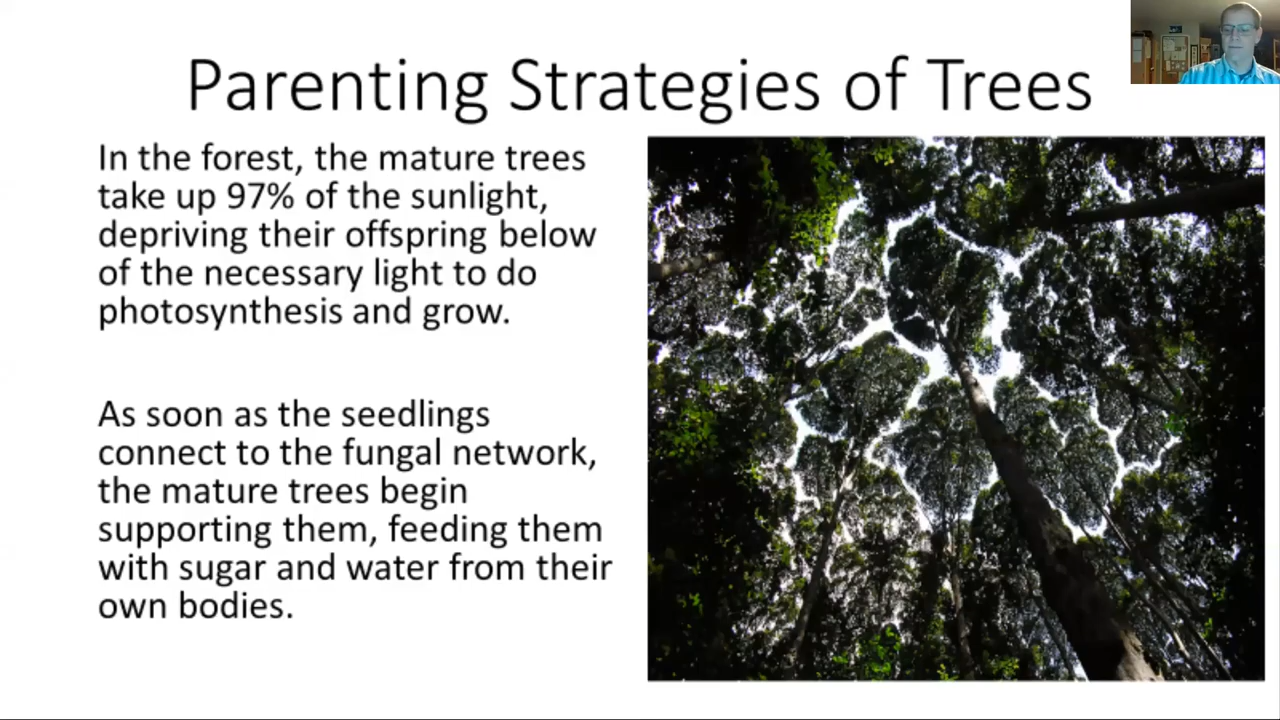 Parenting Strategies of Trees
In the forest, the mature trees
take up 97% of the sunlight,
depriving their offspring below
of the necessary light to do
photosynthesis and grow.
As soon as the seedlings
connect to the fungal network,
the mature trees begin
supporting them, feeding them
with sugar and water from their
own bodies.